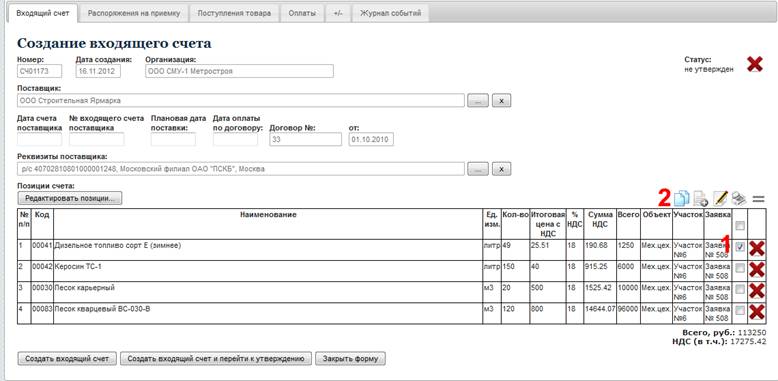 Входящий счет Распоряжения на приемку Поступления товара Оплаты +/- Журнал событий
Создание входящего счета
Номер: Дата создания: Организация: Статус:
СЧ01173 16.11.2012 ООО СМУ-1 Метростроя не утвержден
Поставщик:
ООО Строительная Ярмарка ... x
Дата счета поставщика № входящего счета поставщика Плановая дата поставки: Дата оплаты по договору: Договор №: от:
33 01.10.2010
Реквизиты поставщика:
р/с 40702810801000001248, Московский филиал ОАО "ПСКБ", Москва ... x
Позиции счета:
Редактировать позиции... 2
№ п/п Код Наименование Ед. изм. Кол-во Итоговая цена с НДС % НДС Сумма НДС Всего Объект Участок Заявка
1
1 00041 Дизельное топливо сорт Е (зимнее) литр 49 25.51 18 190.68 1250 Мех.цех. Участок №6 Заявка № 508
2 00042 Керосин ТС-1 литр 150 40 18 915.25 6000 Мех.цех. Участок №6 Заявка № 508
3 00030 Песок карьерный м3 20 500 18 1525.42 10000 Мех.цех. Участок №6 Заявка № 508
4 00083 Песок кварцевый ВС-030-В м3 120 800 18 14644.07 96000 Мех.цех. Участок №6 Заявка № 508
Всего, руб.: 113250
НДС (в т.ч.): 17275.42
Создать входящий счет Создать входящий счет и перейти к утверждению Закрыть форму